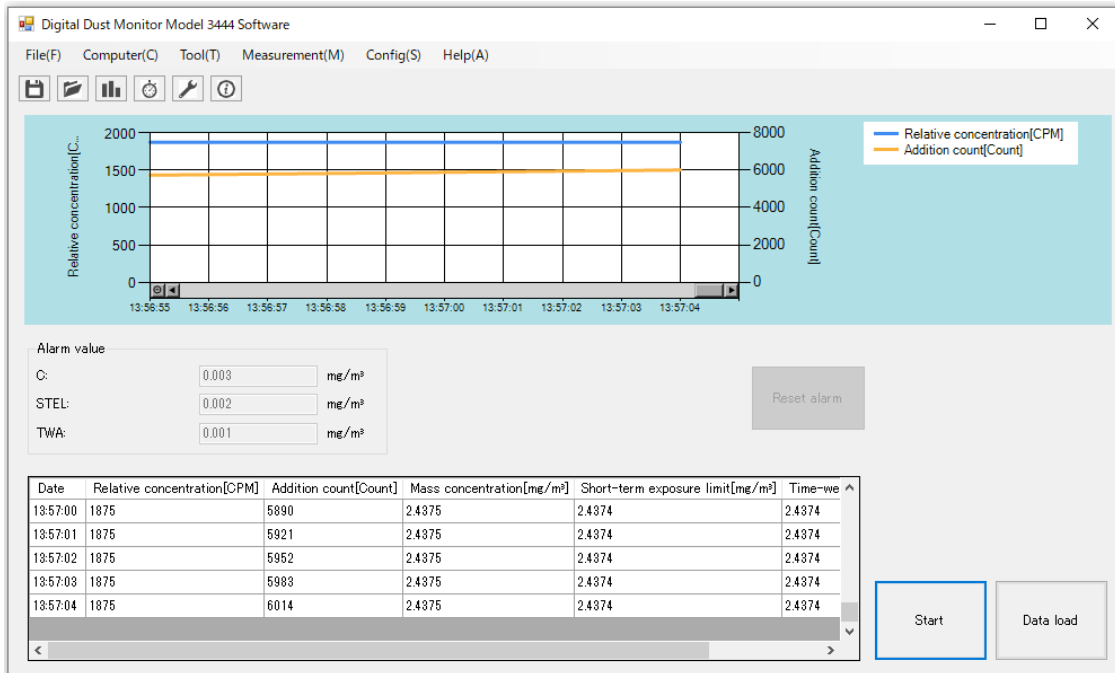 Digital Dust Monitor Model 3444 Software
File(F) Computer(C) Tool(T) Measurement(M) Config(S) Help(A)
Relative concentration[C...
2000
1500
1000
500
0
8000
6000
4000
2000
0
Addition count[Count]
13:56:55 13:56:56 13:56:57 13:56:58 13:56:59 13:57:00 13:57:01 13:57:02 13:57:03 13:57:04
Relative concentration[CPM]
Addition count[Count]
Alarm value
C: 0.003 mg/m³
STEL: 0.002 mg/m³
TWA: 0.001 mg/m³
Reset alarm
Date Relative concentration[CPM] Addition count[Count] Mass concentration[mg/m³] Short-term exposure limit[mg/m³] Time-we
13:57:00 1875 5890 2.4375 2.4374 2.4374
13:57:01 1875 5921 2.4375 2.4374 2.4374
13:57:02 1875 5952 2.4375 2.4374 2.4374
13:57:03 1875 5983 2.4375 2.4374 2.4374
13:57:04 1875 6014 2.4375 2.4374 2.4374
Start
Data load